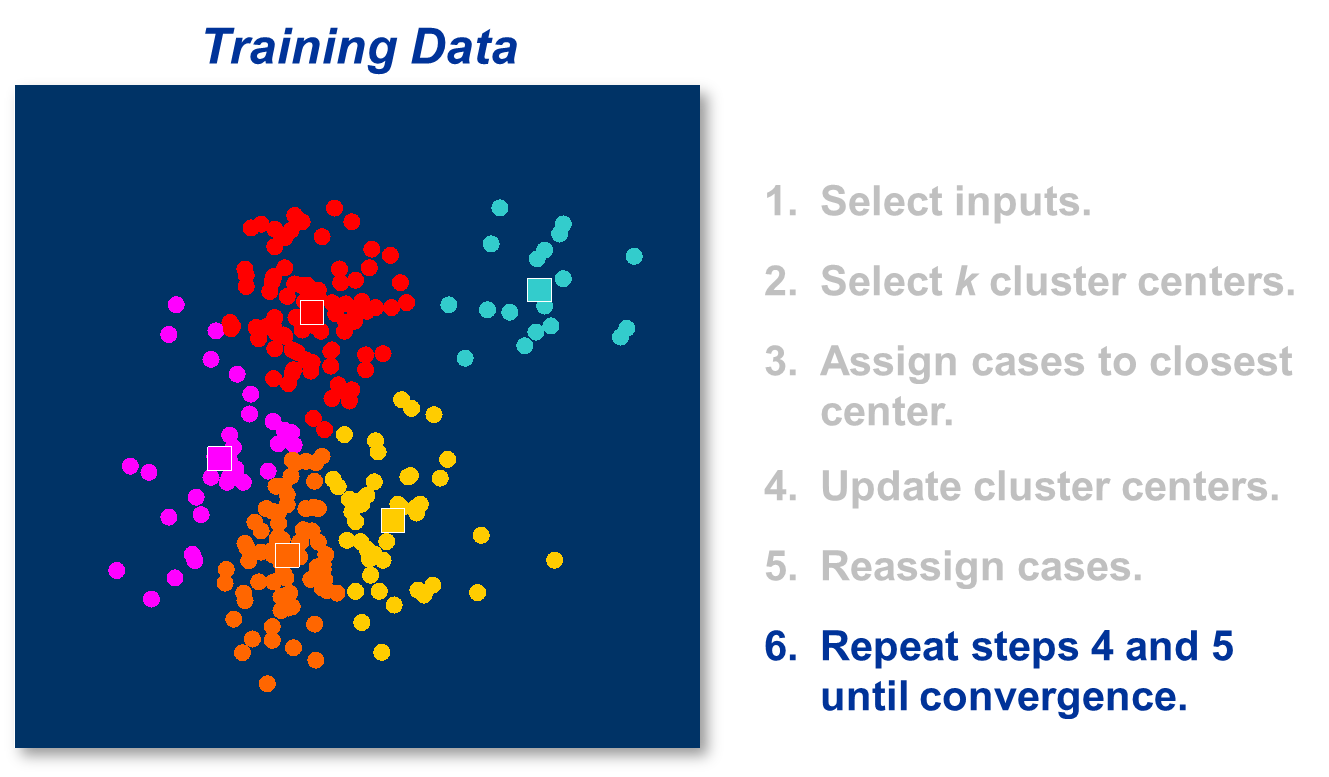 Training Data
1. Select inputs.
2. Select k cluster centers.
3. Assign cases to closest
center.
4. Update cluster centers.
5. Reassign cases.
6. Repeat steps 4 and 5
until convergence.